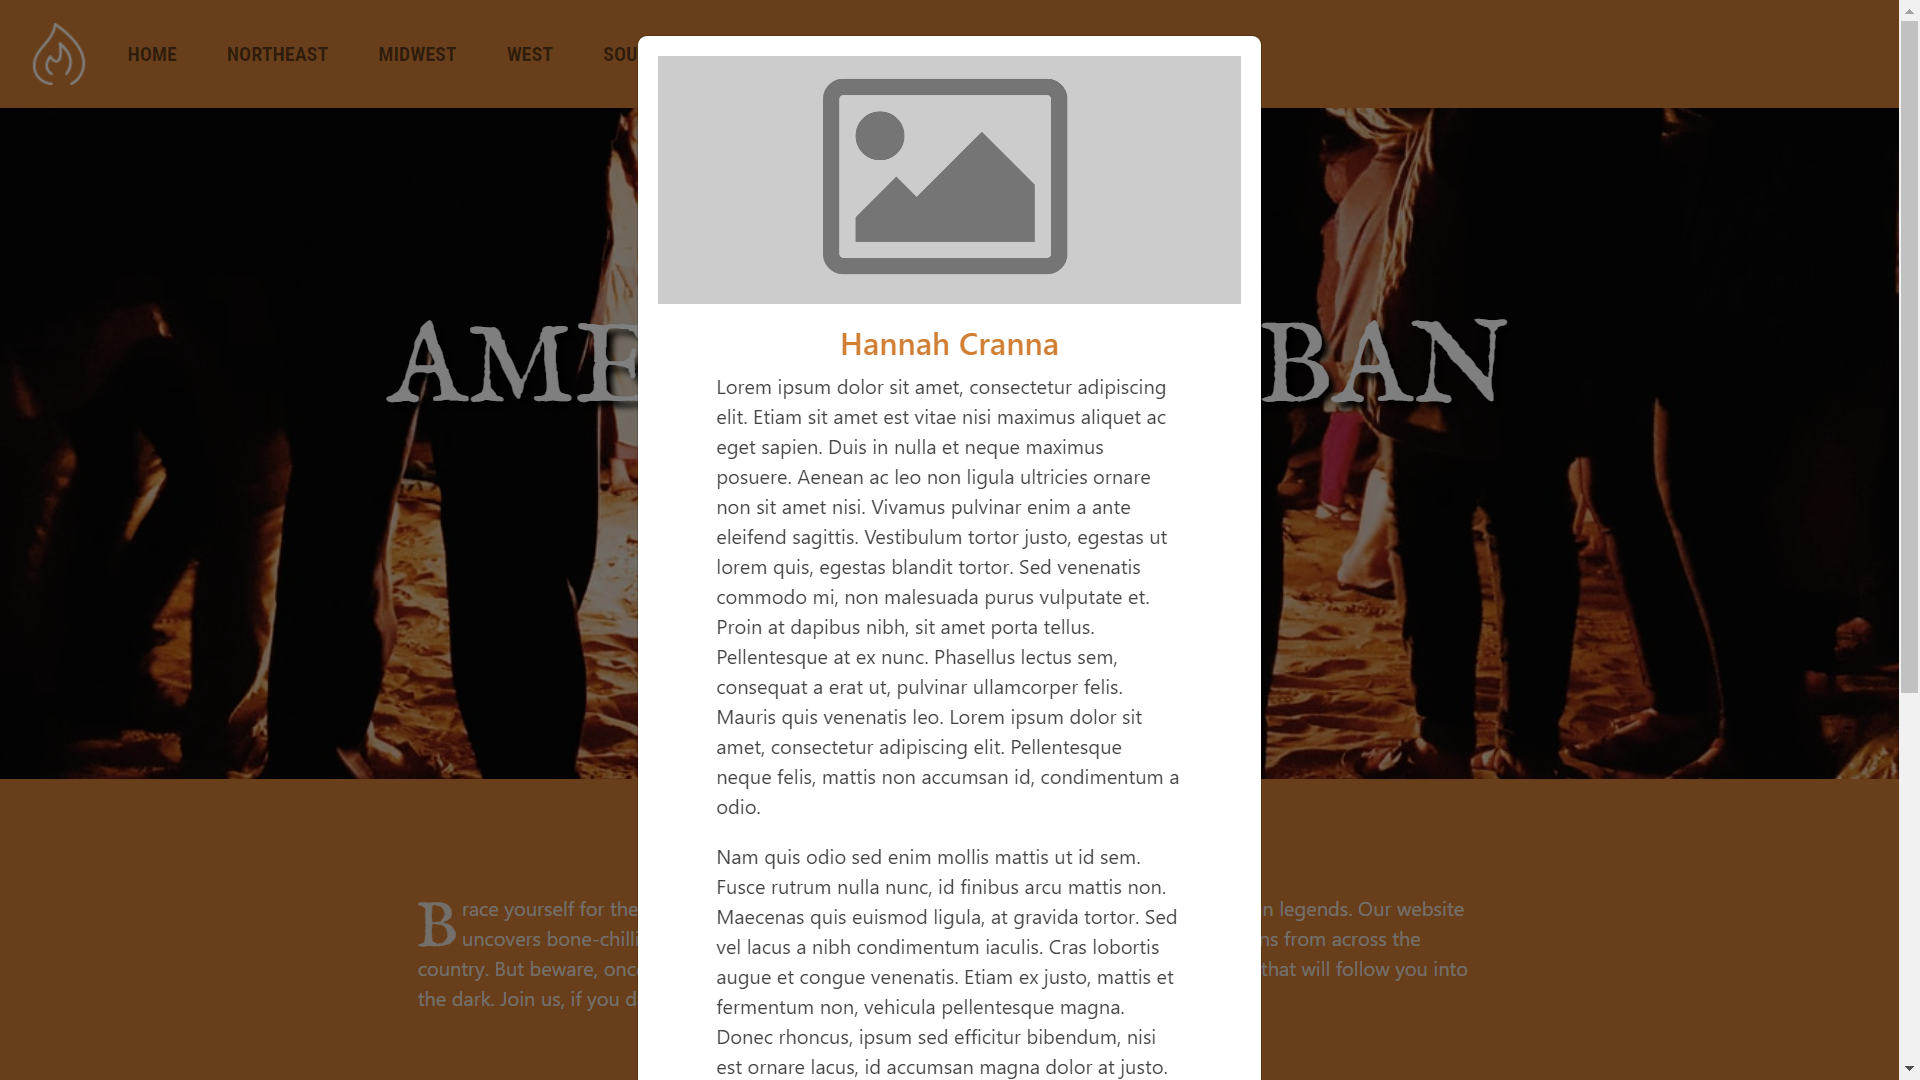 HOME NORTHEAST MIDWEST WEST SOU
AME BAN
Hannah Cranna
Lorem ipsum dolor sit amet, consectetur adipiscing
elit. Etiam sit amet est vitae nisi maximus aliquet ac
eget sapien. Duis in nulla et neque maximus
posuere. Aenean ac leo non ligula ultricies ornare
non sit amet nisi. Vivamus pulvinar enim a ante
eleifend sagittis. Vestibulum tortor justo, egestas ut
lorem quis, egestas blandit tortor. Sed venenatis
commodo mi, non malesuada purus vulputate et.
Proin at dapibus nibh, sit amet porta tellus.
Pellentesque at ex nunc. Phasellus lectus sem,
consequat a erat ut, pulvinar ullamcorper felis.
Mauris quis venenatis leo. Lorem ipsum dolor sit
amet, consectetur adipiscing elit. Pellentesque
neque felis, mattis non accumsan id, condimentum a
odio.
Nam quis odio sed enim mollis mattis ut id sem.
Fusce rutrum nulla nunc, id finibus arcu mattis non.
Maecenas quis euismod ligula, at gravida tortor. Sed
vel lacus a nibh condimentum iaculis. Cras lobortis
augue et congue venenatis. Etiam ex justo, mattis et
fermentum non, vehicula pellentesque magna.
Donec rhoncus, ipsum sed efficitur bibendum, nisi
est ornare lacus, id accumsan magna dolor at justo.
Brace yourself for the n legends. Our website
uncovers bone-chilli ns from across the
country. But beware, onc that will follow you into
the dark. Join us, if you d